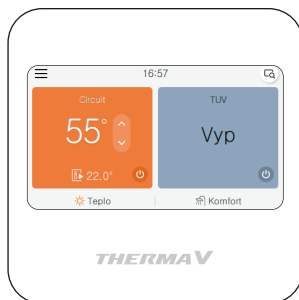 16:57
Circuit
TUV
55°
Vyp
22.0°
Teplo
Komfort
THERMA V